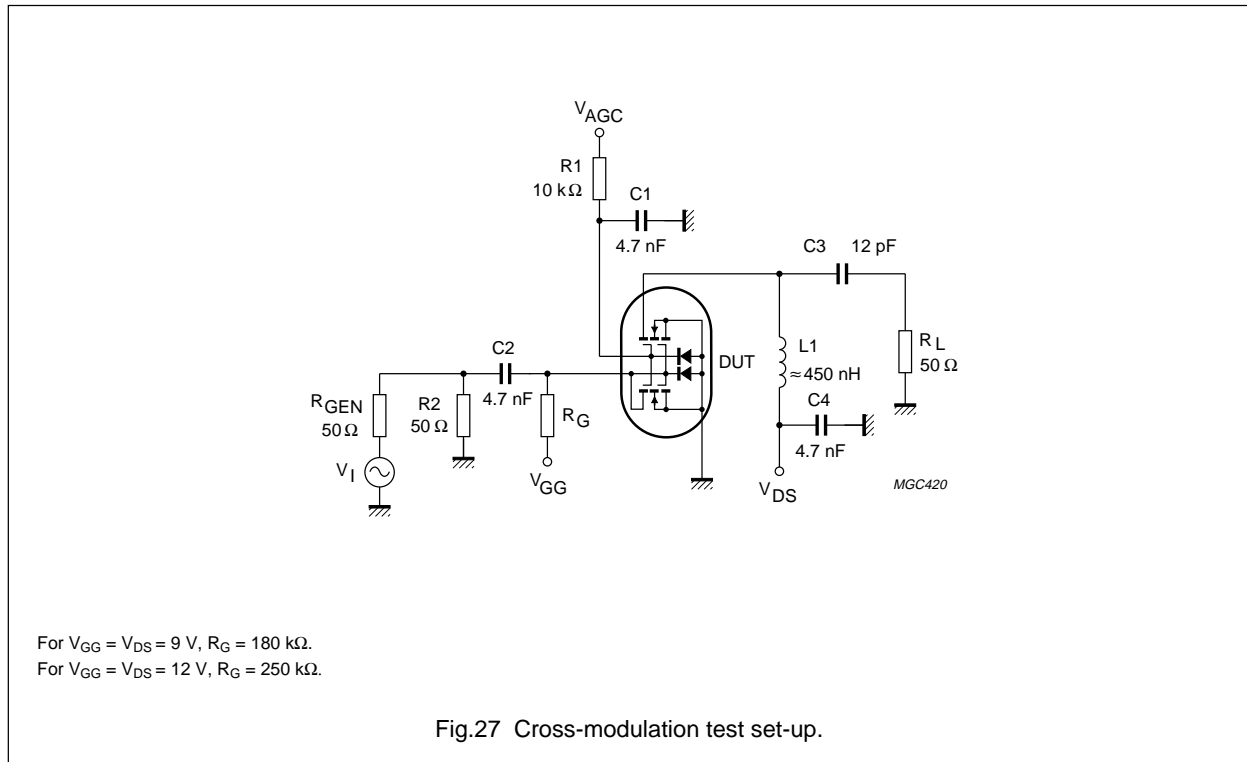 V_AGC
R1
10 kΩ
C1
4.7 nF
C3 12 pF
R_L
50 Ω
L1
≈450 nH
C4
4.7 nF
V_DS
DUT
C2
4.7 nF
R_GEN
50 Ω
R2
50 Ω
R_G
V_I
V_GG
MGC420
For V_GG = V_DS = 9 V, R_G = 180 kΩ.
For V_GG = V_DS = 12 V, R_G = 250 kΩ.
Fig.27 Cross-modulation test set-up.